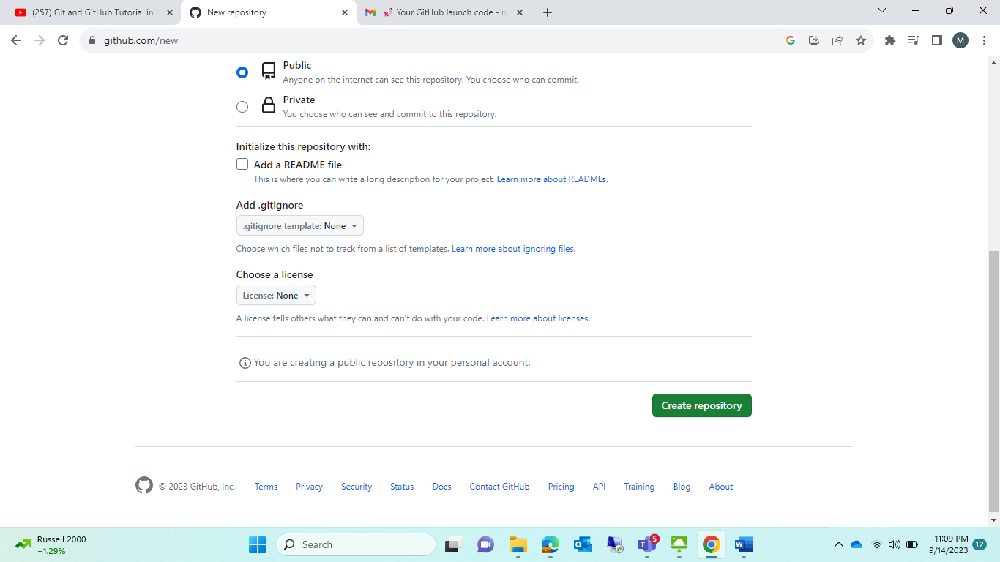 (257) Git and GitHub Tutorial in
New repository
🚀 Your GitHub launch code - m
github.com/new
M
Public
Anyone on the internet can see this repository. You choose who can commit.
Private
You choose who can see and commit to this repository.
Initialize this repository with:
Add a README file
This is where you can write a long description for your project. Learn more about READMEs.
Add .gitignore
.gitignore template: None
Choose which files not to track from a list of templates. Learn more about ignoring files.
Choose a license
License: None
A license tells others what they can and can't do with your code. Learn more about licenses.
You are creating a public repository in your personal account.
Create repository
© 2023 GitHub, Inc. Terms Privacy Security Status Docs Contact GitHub Pricing API Training Blog About
Russell 2000
+1.29%
Search
5
11:09 PM
9/14/2023
12